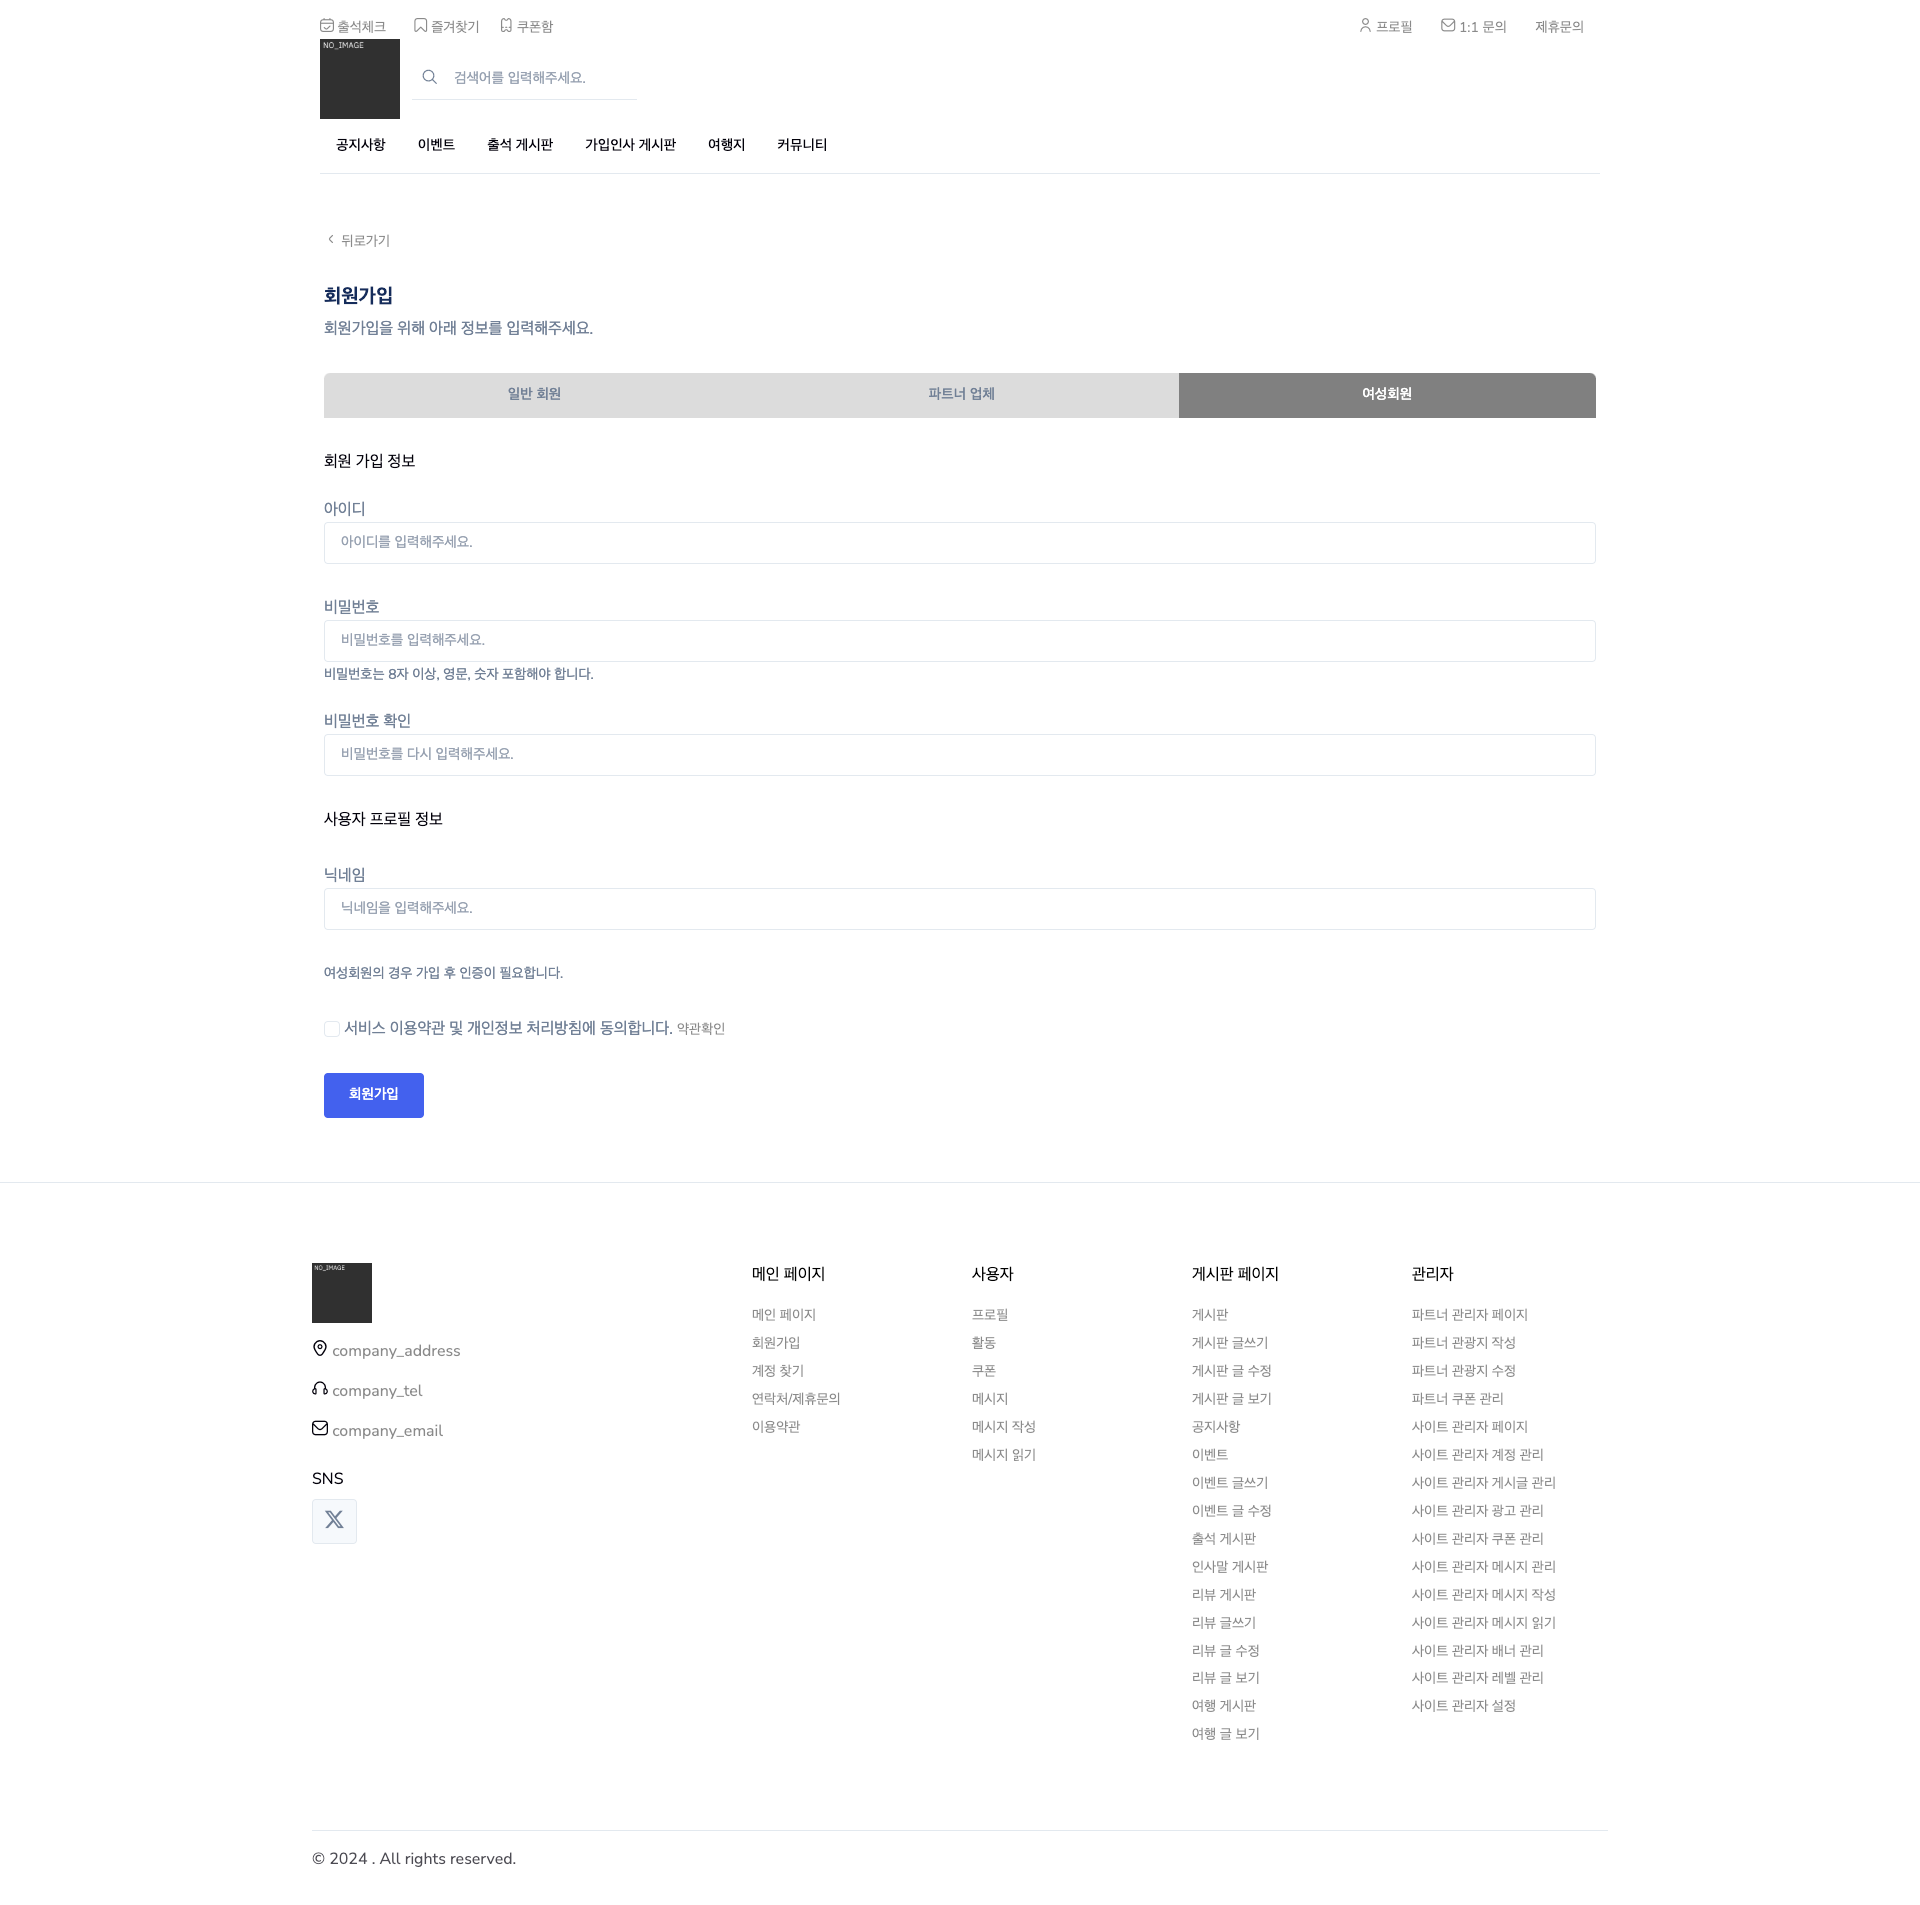 출석체크 즐겨찾기 쿠폰함 프로필 1:1 문의 제휴문의
NO_IMAGE
검색어를 입력해주세요.
공지사항 이벤트 출석 게시판 가입인사 게시판 여행지 커뮤니티
뒤로가기
회원가입
회원가입을 위해 아래 정보를 입력해주세요.
일반 회원 파트너 업체 여성회원
회원 가입 정보
아이디
아이디를 입력해주세요.
비밀번호
비밀번호를 입력해주세요.
비밀번호는 8자 이상, 영문, 숫자 포함해야 합니다.
비밀번호 확인
비밀번호를 다시 입력해주세요.
사용자 프로필 정보
닉네임
닉네임을 입력해주세요.
여성회원의 경우 가입 후 인증이 필요합니다.
서비스 이용약관 및 개인정보 처리방침에 동의합니다. 약관확인
회원가입
NO_IMAGE
company_address
company_tel
company_email
SNS
메인 페이지
메인 페이지
회원가입
계정 찾기
연락처/제휴문의
이용약관
사용자
프로필
활동
쿠폰
메시지
메시지 작성
메시지 읽기
게시판 페이지
게시판
게시판 글쓰기
게시판 글 수정
게시판 글 보기
공지사항
이벤트
이벤트 글쓰기
이벤트 글 수정
출석 게시판
인사말 게시판
리뷰 게시판
리뷰 글쓰기
리뷰 글 수정
리뷰 글 보기
여행 게시판
여행 글 보기
관리자
파트너 관리자 페이지
파트너 관광지 작성
파트너 관광지 수정
파트너 쿠폰 관리
사이트 관리자 페이지
사이트 관리자 계정 관리
사이트 관리자 게시글 관리
사이트 관리자 광고 관리
사이트 관리자 쿠폰 관리
사이트 관리자 메시지 관리
사이트 관리자 메시지 작성
사이트 관리자 메시지 읽기
사이트 관리자 배너 관리
사이트 관리자 레벨 관리
사이트 관리자 설정
© 2024 . All rights reserved.